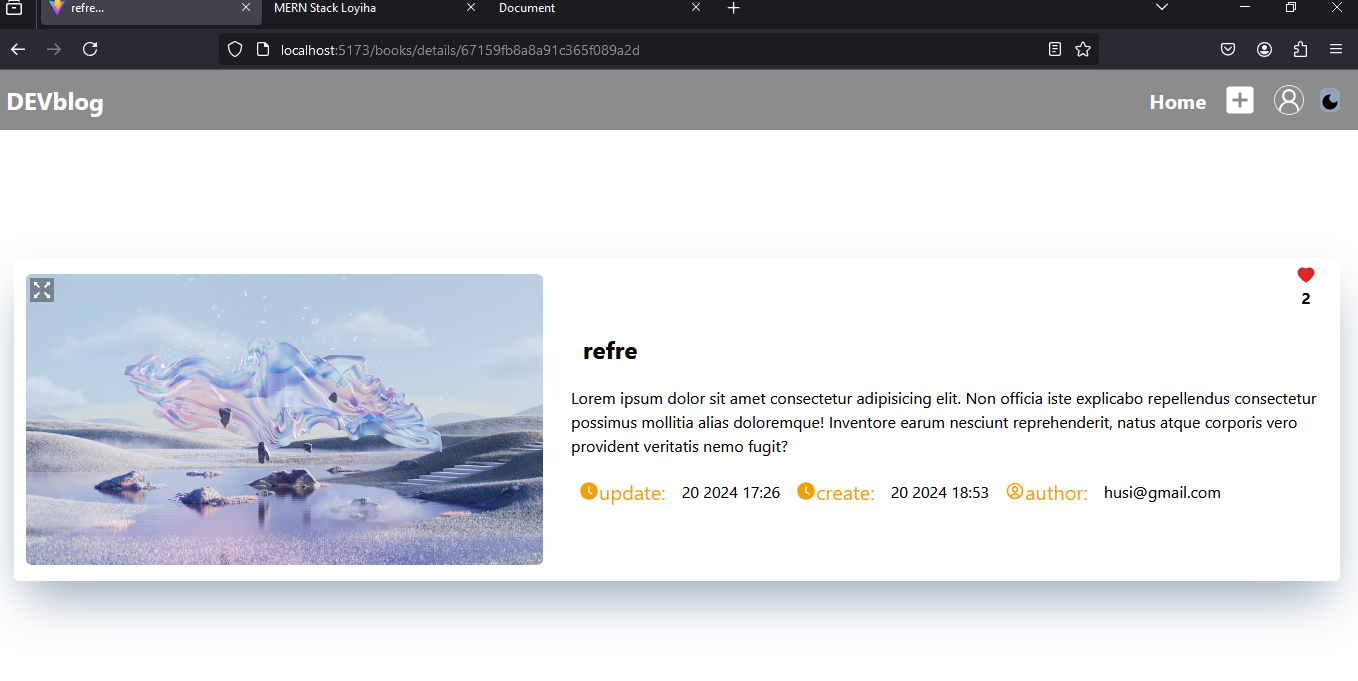 refre...
MERN Stack Loyiha
Document
localhost:5173/books/details/67159fb8a8a91c365f089a2d
DEVblog
Home
2
refre
Lorem ipsum dolor sit amet consectetur adipisicing elit. Non officia iste explicabo repellendus consectetur
possimus mollitia alias doloremque! Inventore earum nesciunt reprehenderit, natus atque corporis vero
provident veritatis nemo fugit?
update: 20 2024 17:26 create: 20 2024 18:53 author: husi@gmail.com